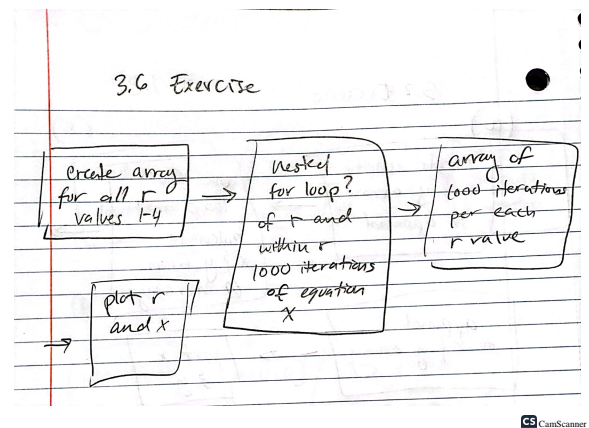 3.6 Exercise
create array
for all r
values 1-4
nested
for loop?
of r and
within r
1000 iterations
of equation
x
array of
1000 iterations
per each
r value
plot r
and x
CS CamScanner